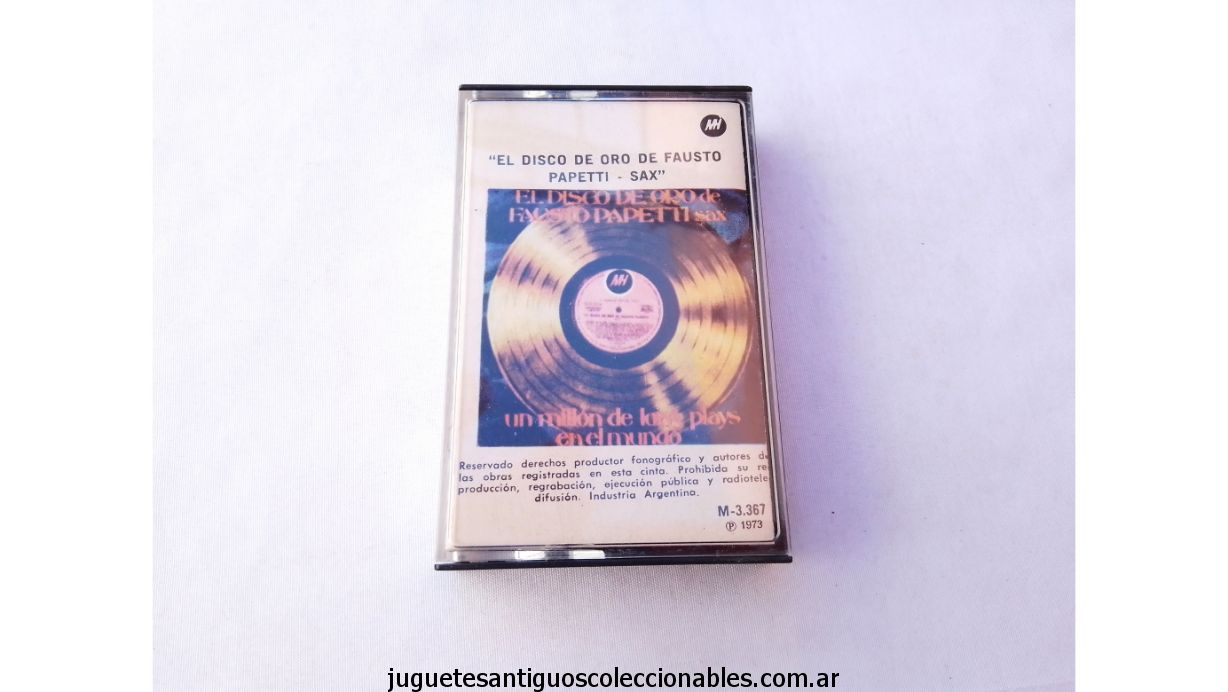 MH
"EL DISCO DE ORO DE FAUSTO
PAPETTI - SAX"
EL DISCO DE ORO de
FAUSTO PAPETTI sax
MH
un millón de long plays
en el mundo
Reservado derechos productor fonográfico y autores de
las obras registradas en esta cinta. Prohibida su re
producción, regrabación, ejecución pública y radiotele
difusión. Industria Argentina.
M-3.367
℗ 1973
juguetesantiguoscoleccionables.com.ar